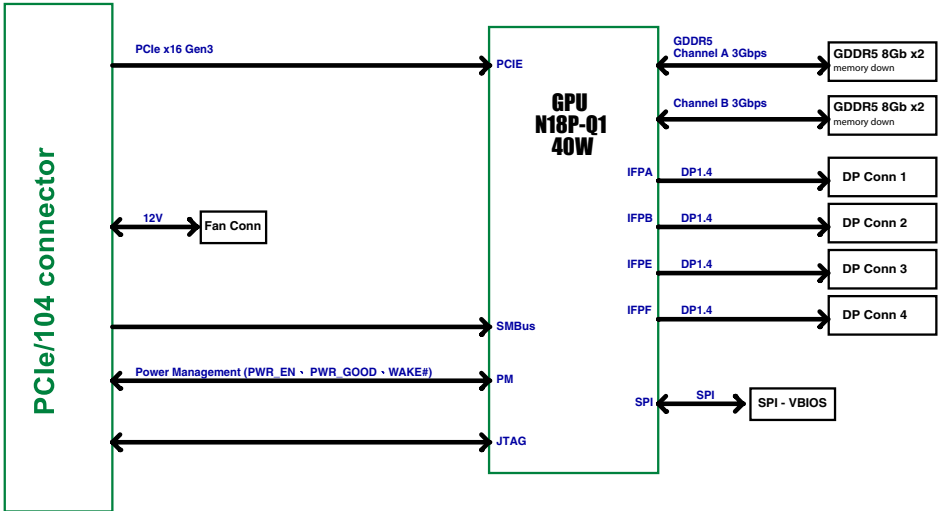 PCIe/104 connector
PCIe x16 Gen3
12V
Fan Conn
Power Management (PWR_EN、PWR_GOOD、WAKE#)
PCIE
GPU
N18P-Q1
40W
SMBus
PM
JTAG
IFPA
IFPB
IFPE
IFPF
SPI
GDDR5
Channel A 3Gbps
Channel B 3Gbps
DP1.4
DP1.4
DP1.4
DP1.4
SPI
GDDR5 8Gb x2
memory down
GDDR5 8Gb x2
memory down
DP Conn 1
DP Conn 2
DP Conn 3
DP Conn 4
SPI - VBIOS